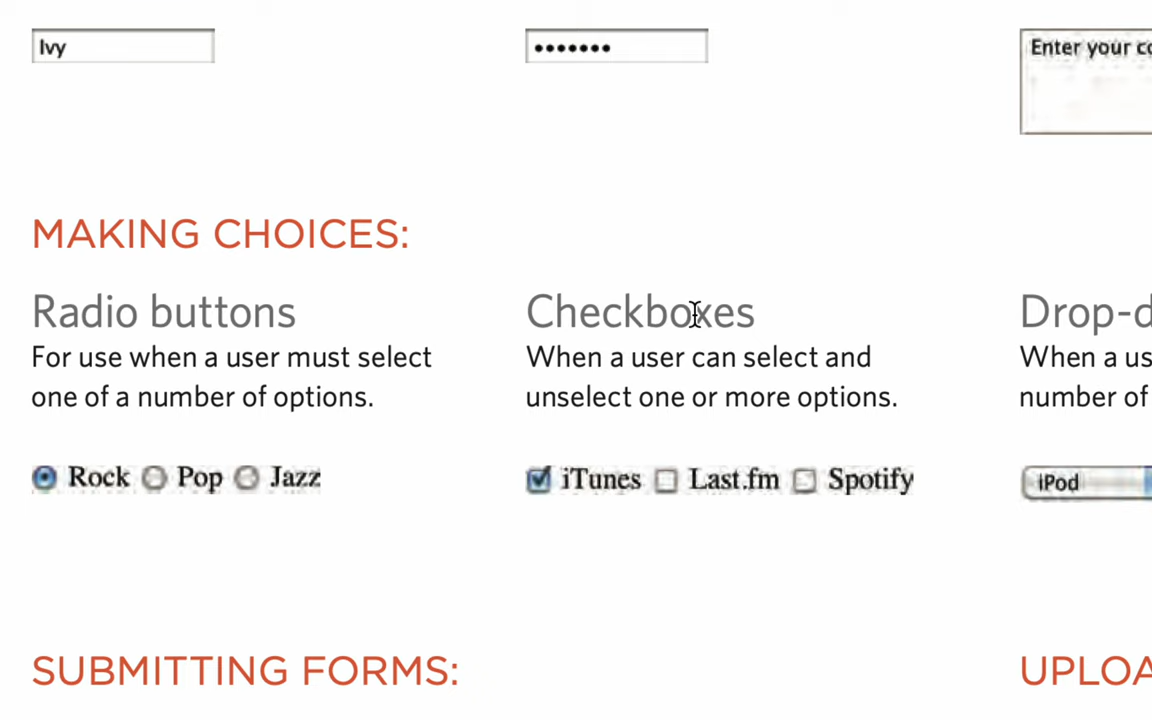 Ivy
•••••••
Enter your
MAKING CHOICES:
Radio buttons
For use when a user must select
one of a number of options.
Rock Pop Jazz
Checkboxes
When a user can select and
unselect one or more options.
iTunes Last.fm Spotify
Drop-d
When a us
number of
iPod
SUBMITTING FORMS:
UPLOA